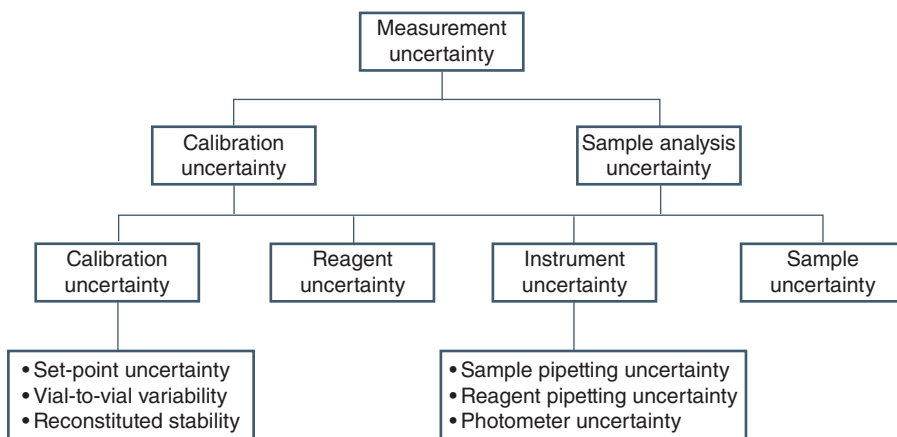 Measurement
uncertainty
Calibration
uncertainty
Sample analysis
uncertainty
Calibration
uncertainty
Reagent
uncertainty
Instrument
uncertainty
Sample
uncertainty
• Set-point uncertainty
• Vial-to-vial variability
• Reconstituted stability
• Sample pipetting uncertainty
• Reagent pipetting uncertainty
• Photometer uncertainty